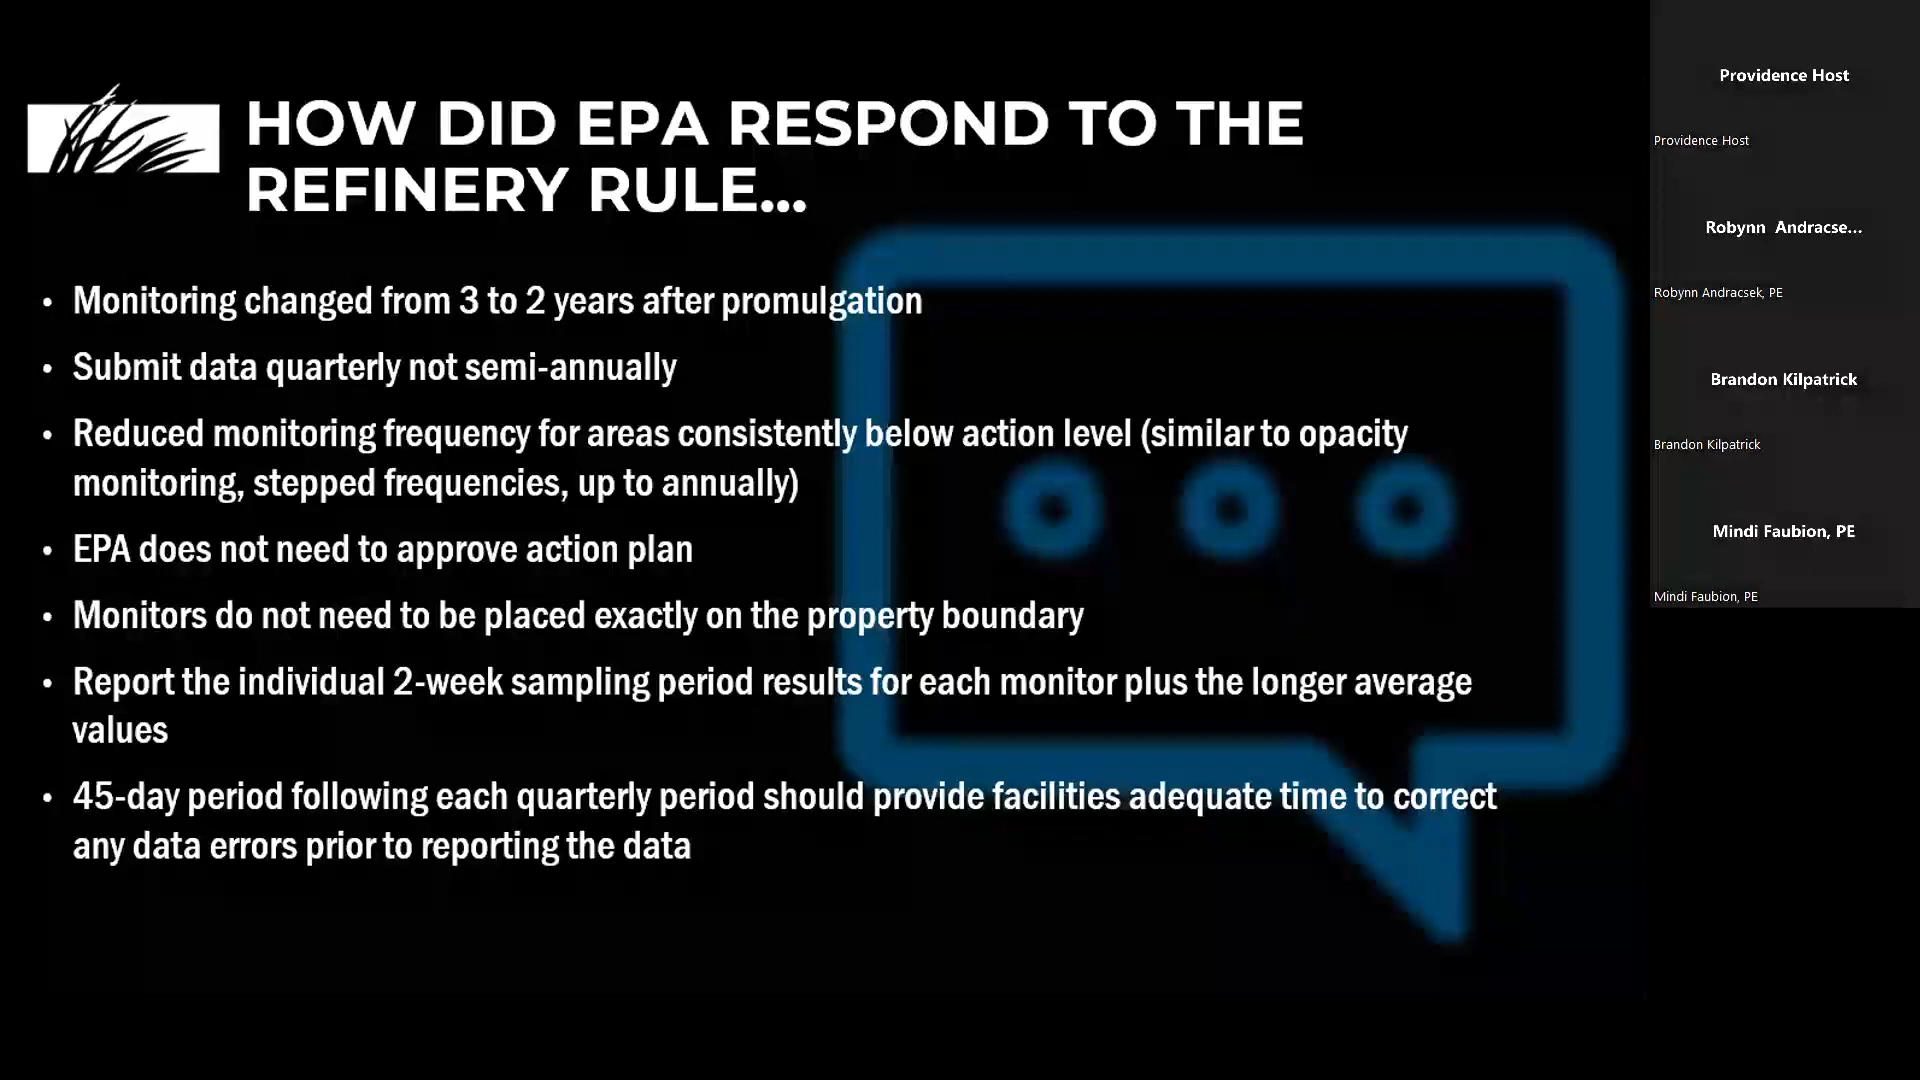 HOW DID EPA RESPOND TO THE
REFINERY RULE...
• Monitoring changed from 3 to 2 years after promulgation
• Submit data quarterly not semi-annually
• Reduced monitoring frequency for areas consistently below action level (similar to opacity
monitoring, stepped frequencies, up to annually)
• EPA does not need to approve action plan
• Monitors do not need to be placed exactly on the property boundary
• Report the individual 2-week sampling period results for each monitor plus the longer average
values
• 45-day period following each quarterly period should provide facilities adequate time to correct
any data errors prior to reporting the data
Providence Host
Providence Host
Robynn Andracse...
Robynn Andracsek, PE
Brandon Kilpatrick
Brandon Kilpatrick
Mindi Faubion, PE
Mindi Faubion, PE